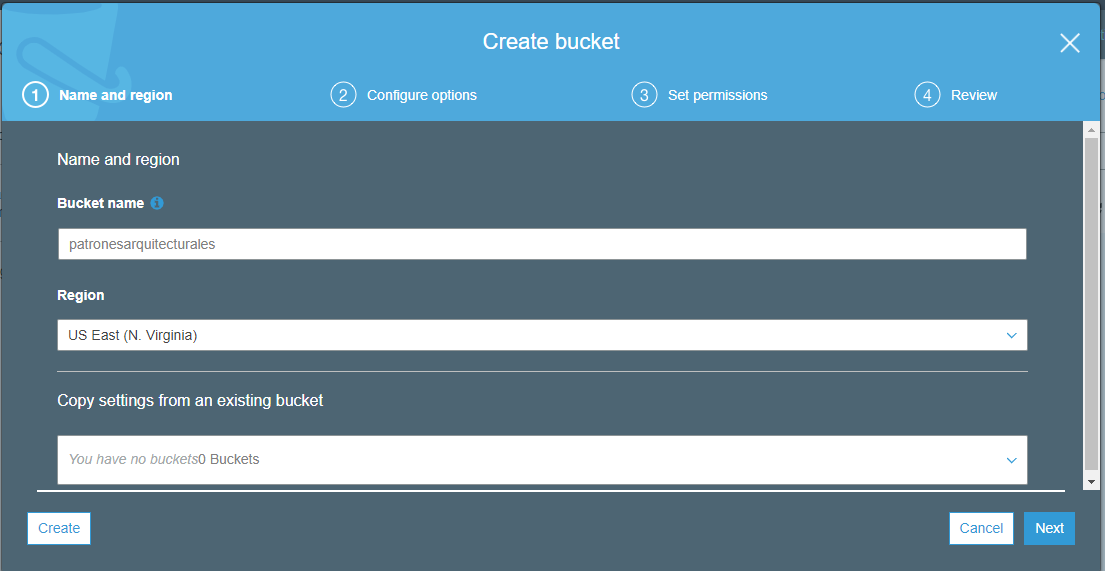 Create bucket
1 Name and region 2 Configure options 3 Set permissions 4 Review
Name and region
Bucket name
patronesarquitecturales
Region
US East (N. Virginia)
Copy settings from an existing bucket
You have no buckets0 Buckets
Create Cancel Next